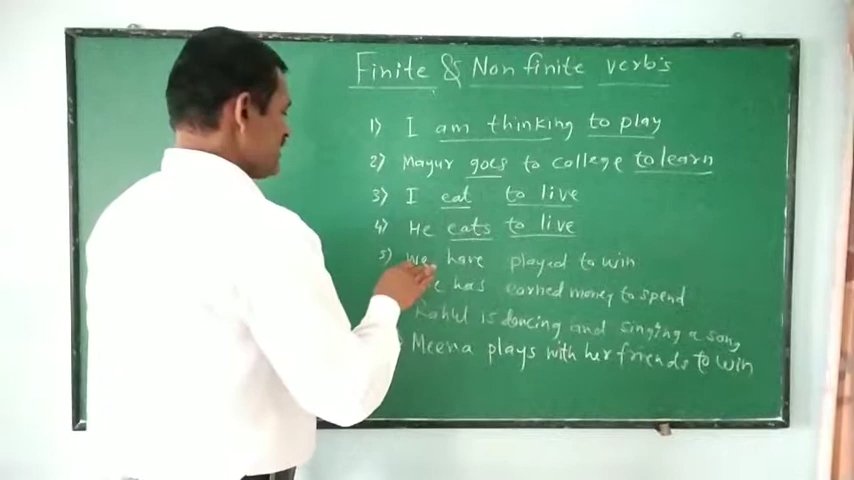 Finite & Non finite verb's
1) I am thinking to play
2) Mayur goes to college to learn
3) I eat to live
4) He eats to live
5) we have played to win
has earned money to spend
Rahul is dancing and singing a song
Meena plays with her friends to win